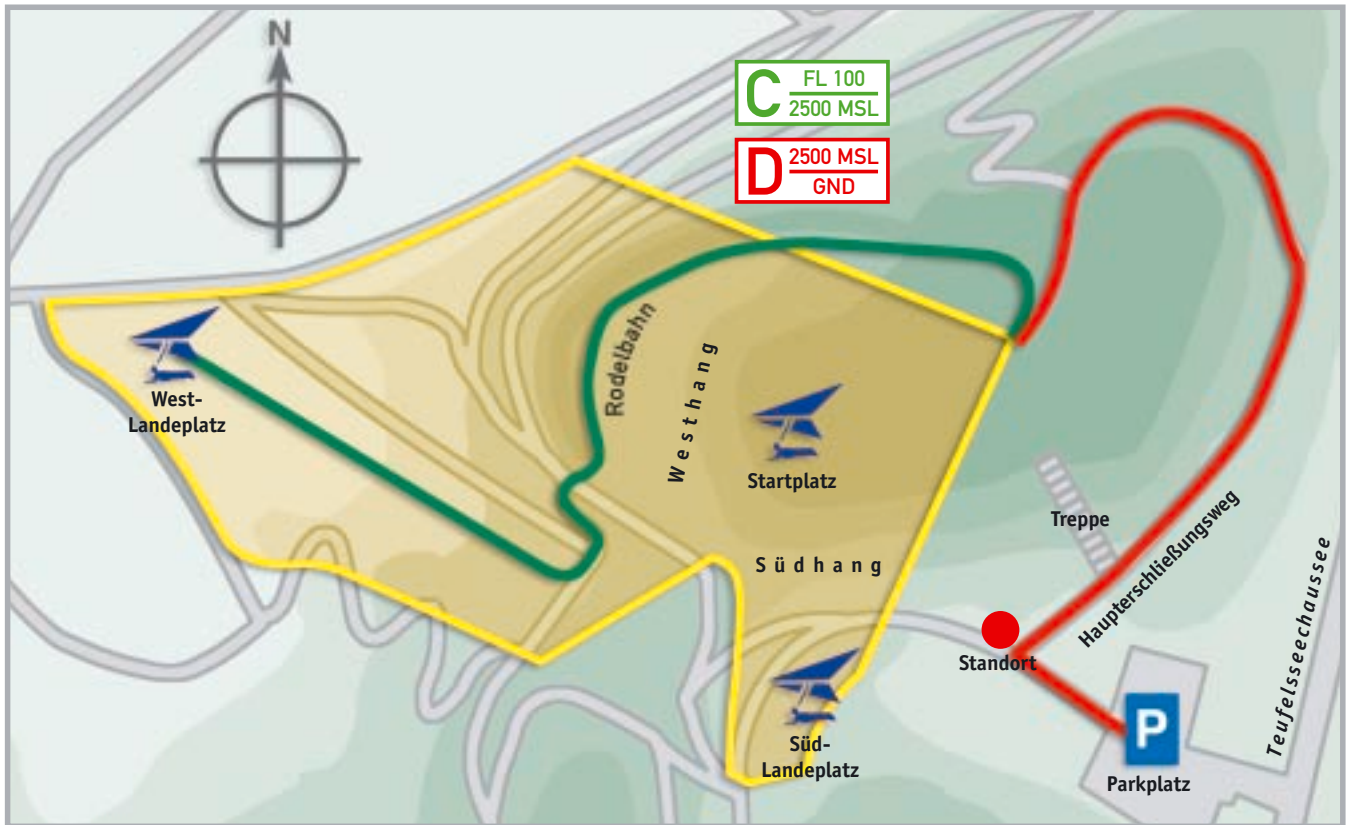 N
C FL 100
2500 MSL
D 2500 MSL
GND
West-
Landeplatz
Rodelbahn
Westhang
Startplatz
Südhang
Treppe
Haupterschließungsweg
Teufelsseechaussee
Standort
Süd-
Landeplatz
P
Parkplatz